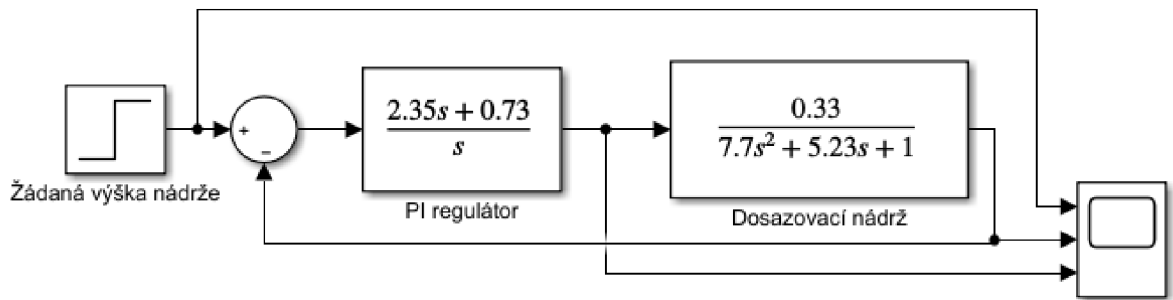 +
−
2.35s + 0.73
s
0.33
7.7s² + 5.23s + 1
Žádaná výška nádrže
PI regulátor
Dosazovací nádrž